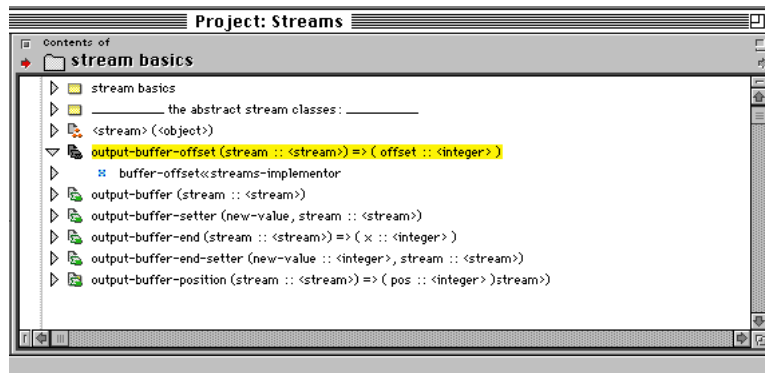 Project: Streams
Contents of
stream basics
stream basics
__________ the abstract stream classes: __________
<stream> (<object>)
output-buffer-offset (stream :: <stream>) => ( offset :: <integer> )
buffer-offset«streams-implementor
output-buffer (stream :: <stream>)
output-buffer-setter (new-value, stream :: <stream>)
output-buffer-end (stream :: <stream>) => ( x :: <integer> )
output-buffer-end-setter (new-value :: <integer>, stream :: <stream>)
output-buffer-position (stream :: <stream>) => ( pos :: <integer> )stream>)